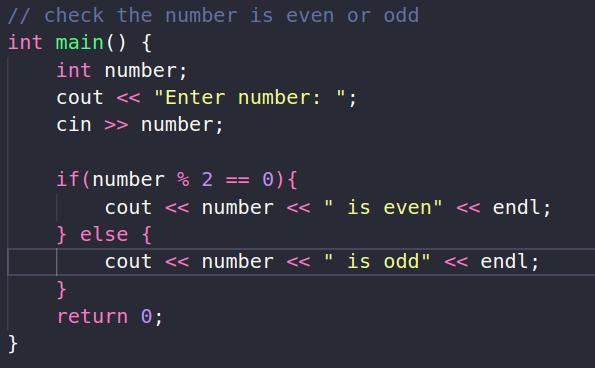 // check the number is even or odd
int main() {
    int number;
    cout << "Enter number: ";
    cin >> number;

    if(number % 2 == 0){
        cout << number << " is even" << endl;
    } else {
        cout << number << " is odd" << endl;
    }
    return 0;
}